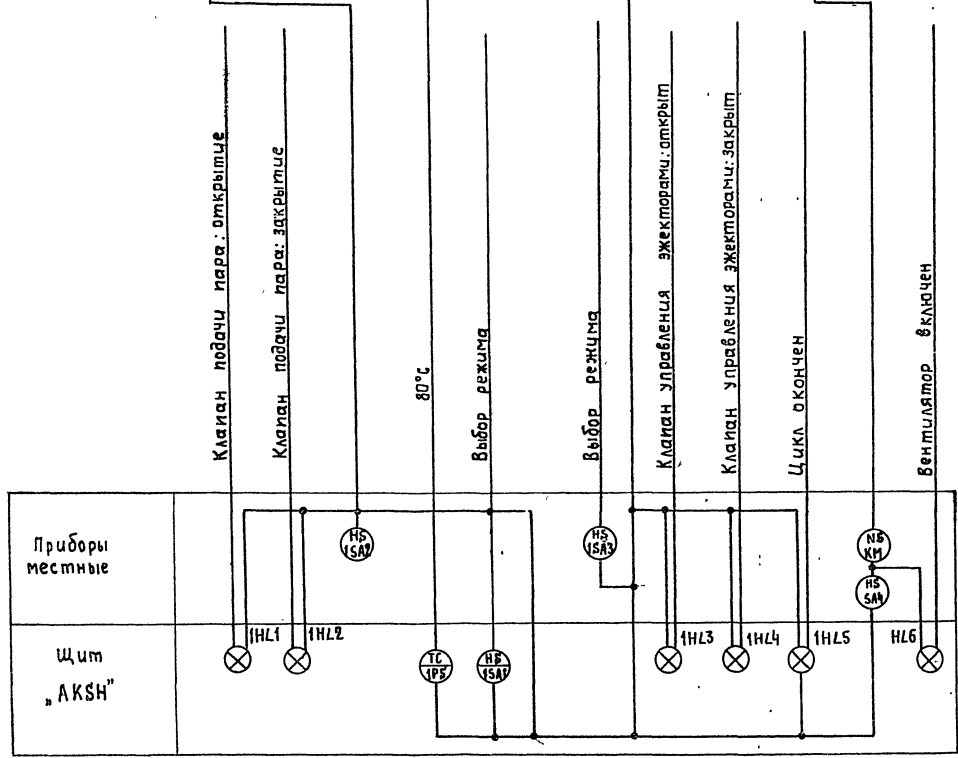 Клапан подачи пара: открытие
Клапан подачи пара: закрытие
80°С
Выбор режима
Выбор режима
Клапан управления эжекторами: открыт
Клапан управления эжекторами: закрыт
Цикл окончен
Вентилятор включен
Приборы
местные
HS
1SA2
HS
1SA3
NS
KM
HS
SA4
Щит
„AKSH"
1HL1
1HL2
TC
1PS
HS
1SA1
1HL3
1HL4
1HL5
HL6